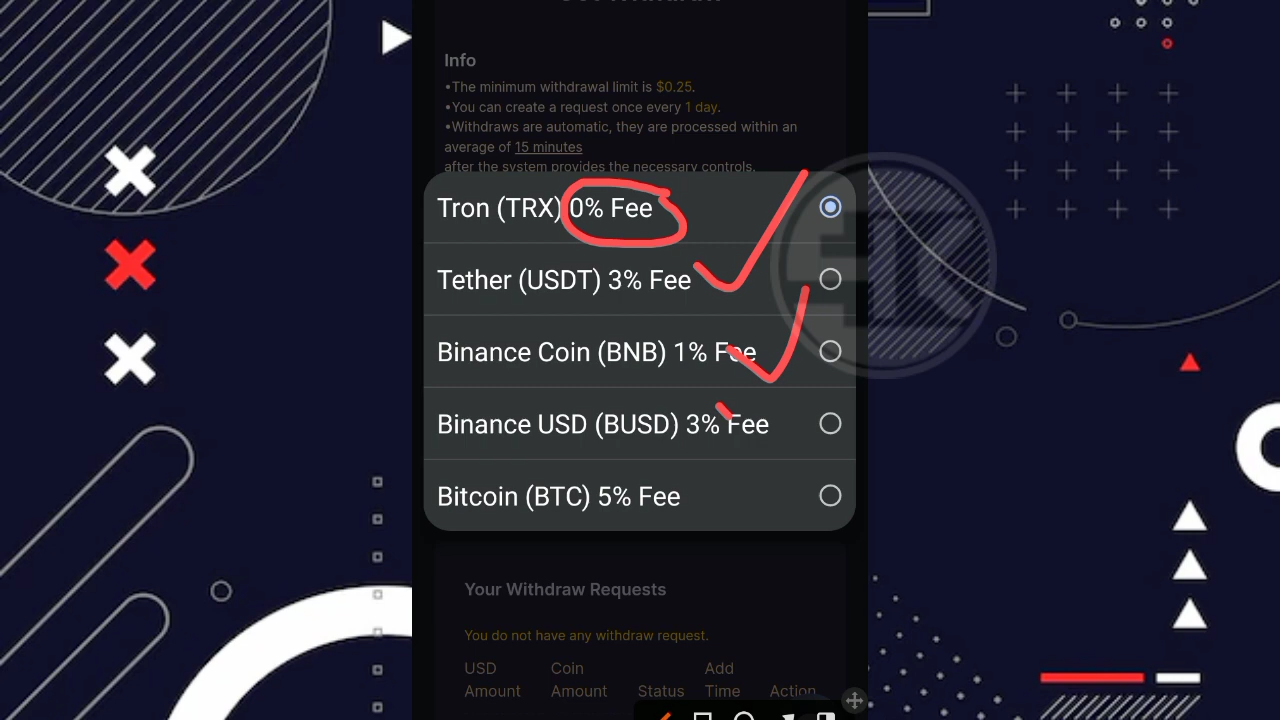 Info
•The minimum withdrawal limit is $0.25.
•You can create a request once every 1 day.
•Withdraws are automatic, they are processed within an
average of 15 minutes
after the system provides the necessary controls.
Tron (TRX) 0% Fee
Tether (USDT) 3% Fee
Binance Coin (BNB) 1% Fee
Binance USD (BUSD) 3% Fee
Bitcoin (BTC) 5% Fee
Your Withdraw Requests
You do not have any withdraw request.
USD Amount
Coin Amount
Status
Add Time
Action